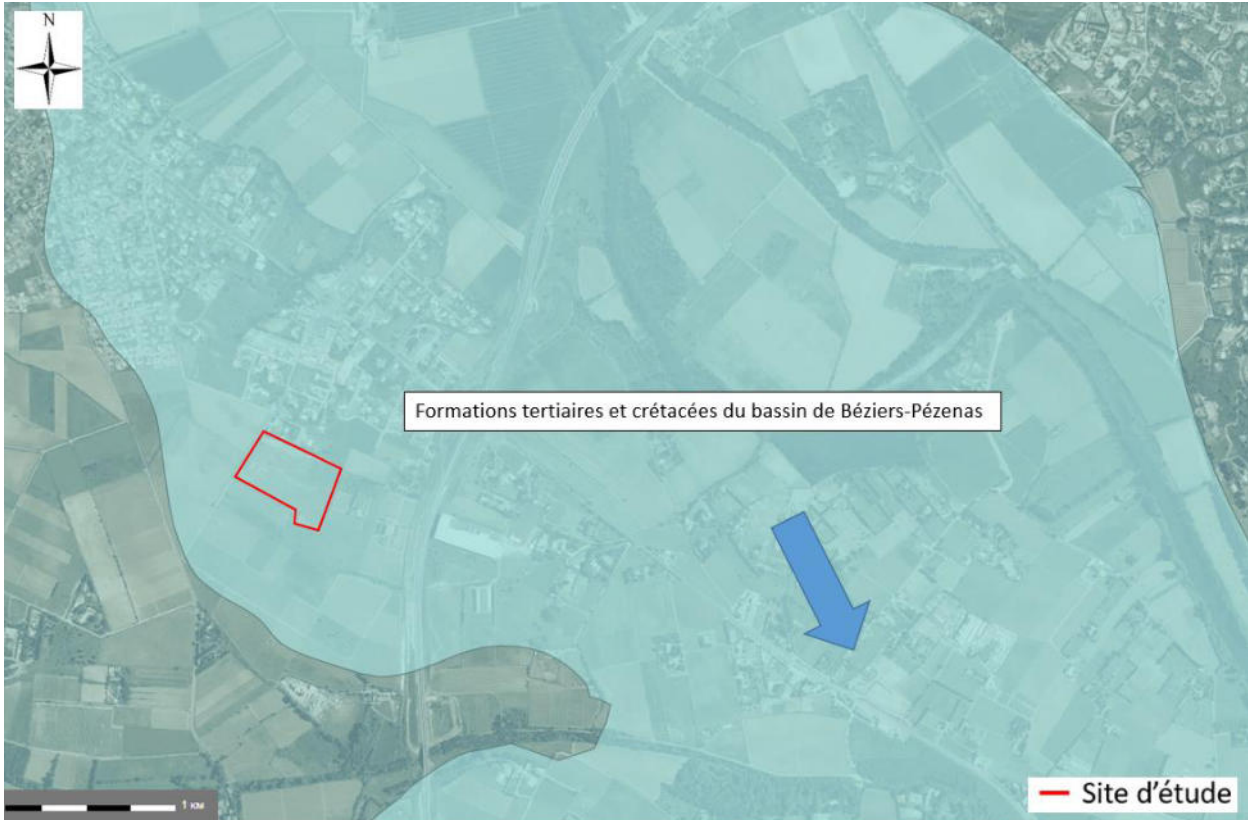 N
Formations tertiaires et crétacées du bassin de Béziers-Pézenas
1 KM
Site d'étude